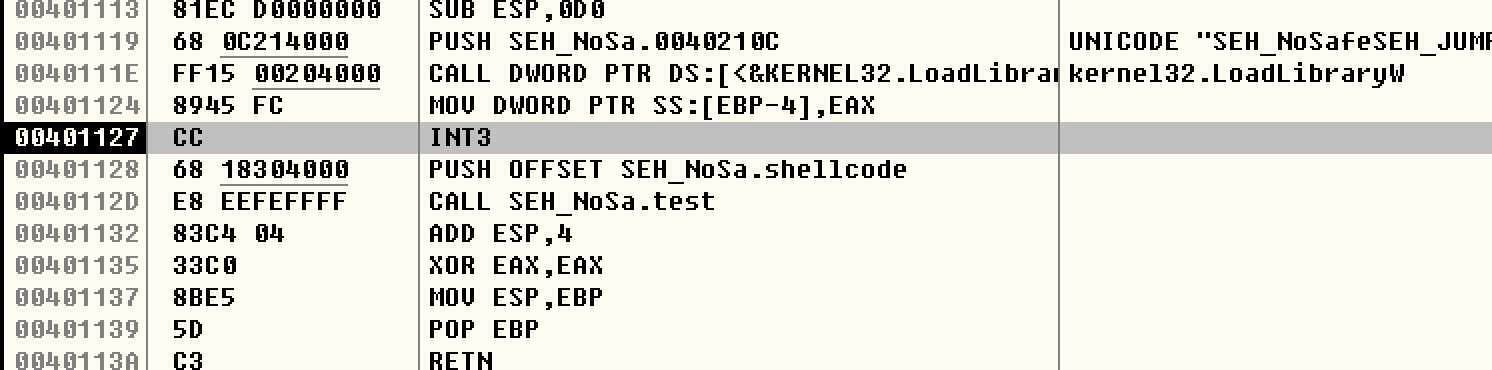 00401113 81EC D0000000 SUB ESP,0D0
00401119 68 0C214000 PUSH SEH_NoSa.0040210C UNICODE "SEH_NoSafeSEH_JUMP
0040111E FF15 00204000 CALL DWORD PTR DS:[<&KERNEL32.LoadLibrar kernel32.LoadLibraryW
00401124 8945 FC MOV DWORD PTR SS:[EBP-4],EAX
00401127 CC INT3
00401128 68 18304000 PUSH OFFSET SEH_NoSa.shellcode
0040112D E8 EEFEFFFF CALL SEH_NoSa.test
00401132 83C4 04 ADD ESP,4
00401135 33C0 XOR EAX,EAX
00401137 8BE5 MOV ESP,EBP
00401139 5D POP EBP
0040113A C3 RETN